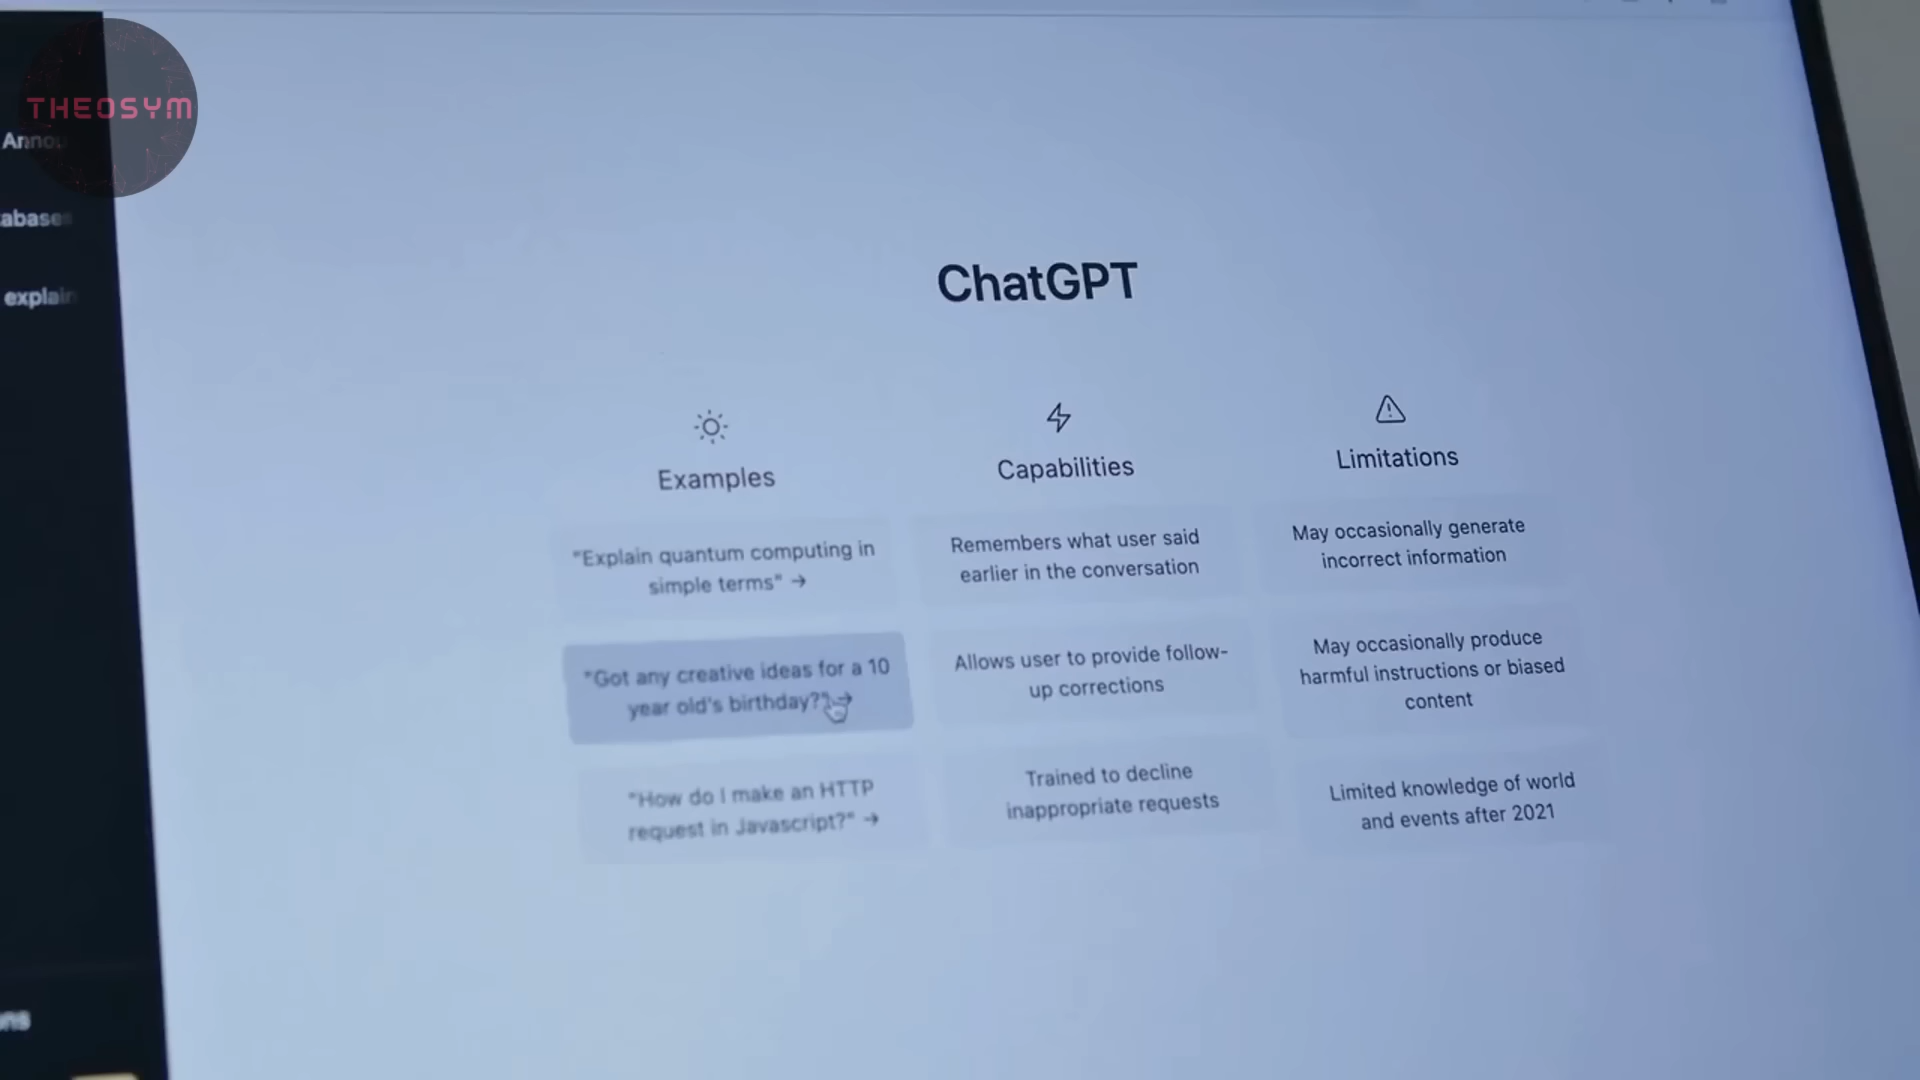 THEOSYM
ChatGPT
Examples
"Explain quantum computing in
simple terms" →
"Got any creative ideas for a 10
year old's birthday?" →
"How do I make an HTTP
request in Javascript?" →
Capabilities
Remembers what user said
earlier in the conversation
Allows user to provide follow-
up corrections
Trained to decline
inappropriate requests
Limitations
May occasionally generate
incorrect information
May occasionally produce
harmful instructions or biased
content
Limited knowledge of world
and events after 2021
explain